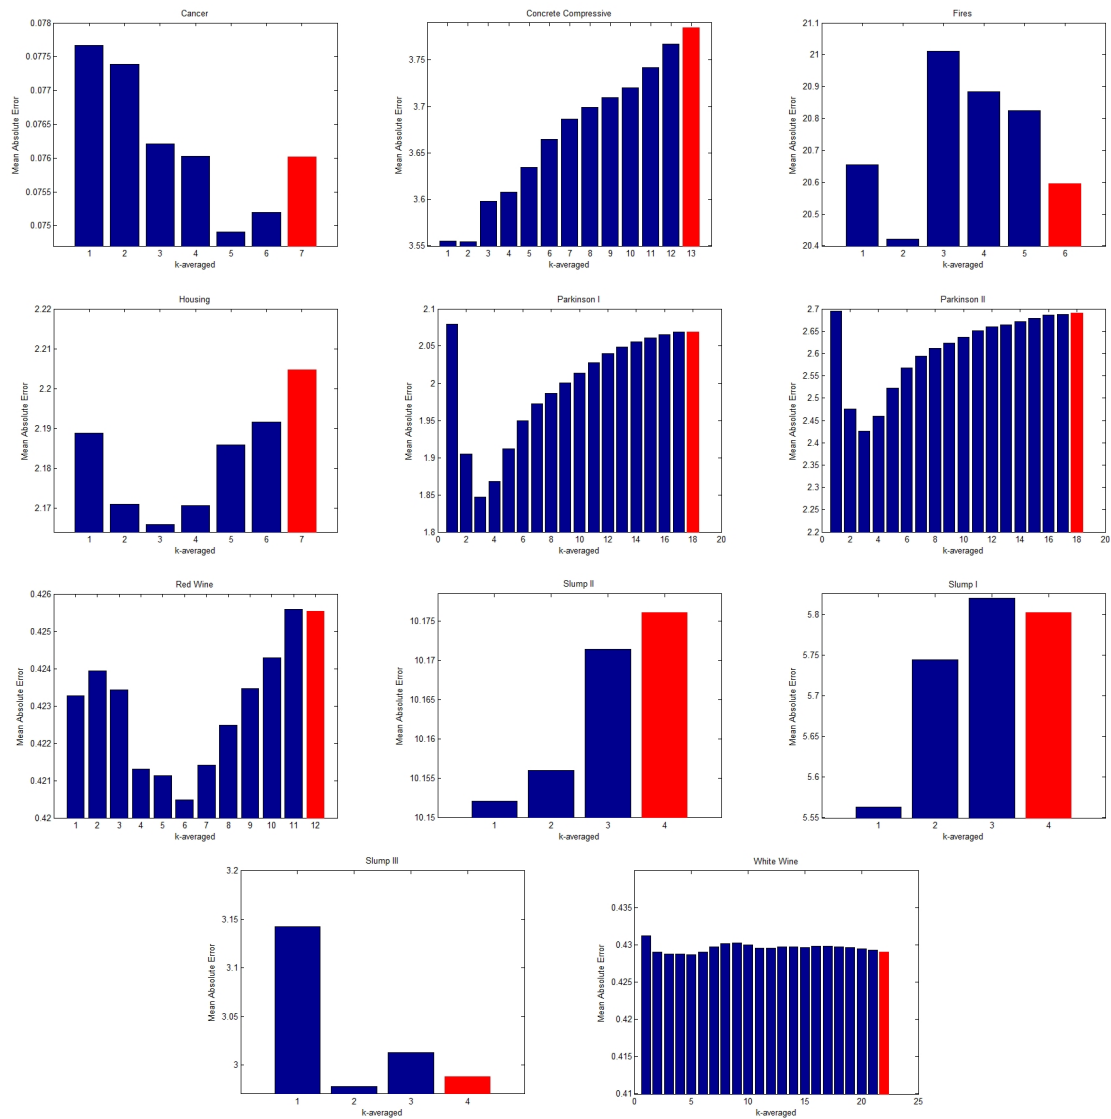 Cancer
Mean Absolute Error
0.078
0.0775
0.077
0.0765
0.076
0.0755
0.075
1 2 3 4 5 6 7
k-averaged
Concrete Compressive
Mean Absolute Error
3.75
3.7
3.65
3.6
3.55
1 2 3 4 5 6 7 8 9 10 11 12 13
k-averaged
Fires
Mean Absolute Error
21.1
21
20.9
20.8
20.7
20.6
20.5
20.4
1 2 3 4 5 6
k-averaged
Housing
Mean Absolute Error
2.22
2.21
2.2
2.19
2.18
2.17
1 2 3 4 5 6 7
k-averaged
Parkinson I
Mean Absolute Error
2.1
2.05
2
1.95
1.9
1.85
1.8
0 2 4 6 8 10 12 14 16 18 20
k-averaged
Parkinson II
Mean Absolute Error
2.7
2.65
2.6
2.55
2.5
2.45
2.4
2.35
2.3
2.25
2.2
0 2 4 6 8 10 12 14 16 18 20
k-averaged
Red Wine
Mean Absolute Error
0.426
0.425
0.424
0.423
0.422
0.421
0.42
1 2 3 4 5 6 7 8 9 10 11 12
k-averaged
Slump II
Mean Absolute Error
10.175
10.17
10.165
10.16
10.155
10.15
1 2 3 4
k-averaged
Slump I
Mean Absolute Error
5.8
5.75
5.7
5.65
5.6
5.55
1 2 3 4
k-averaged
Slump III
Mean Absolute Error
3.2
3.15
3.1
3.05
3
1 2 3 4
k-averaged
White Wine
Mean Absolute Error
0.435
0.43
0.425
0.42
0.415
0.41
0 5 10 15 20 25
k-averaged